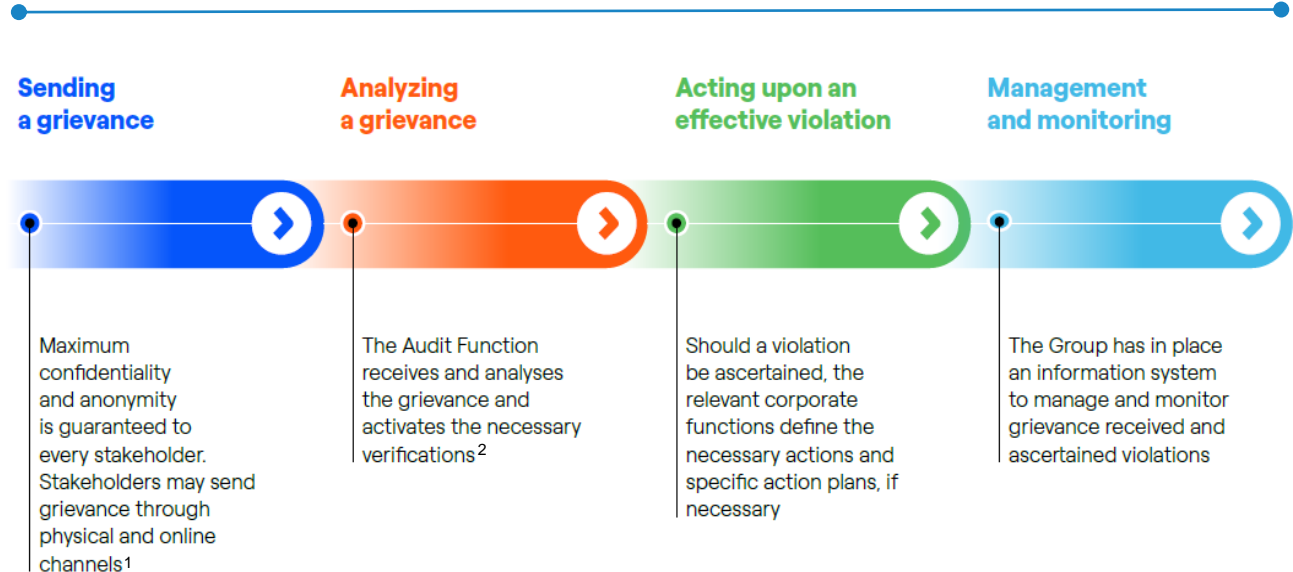 Sending
a grievance
Analyzing
a grievance
Acting upon an
effective violation
Management
and monitoring
Maximum
confidentiality
and anonymity
is guaranteed to
every stakeholder.
Stakeholders may send
grievance through
physical and online
channels1
The Audit Function
receives and analyses
the grievance and
activates the necessary
verifications2
Should a violation
be ascertained, the
relevant corporate
functions define the
necessary actions and
specific action plans, if
necessary
The Group has in place
an information system
to manage and monitor
grievance received and
ascertained violations